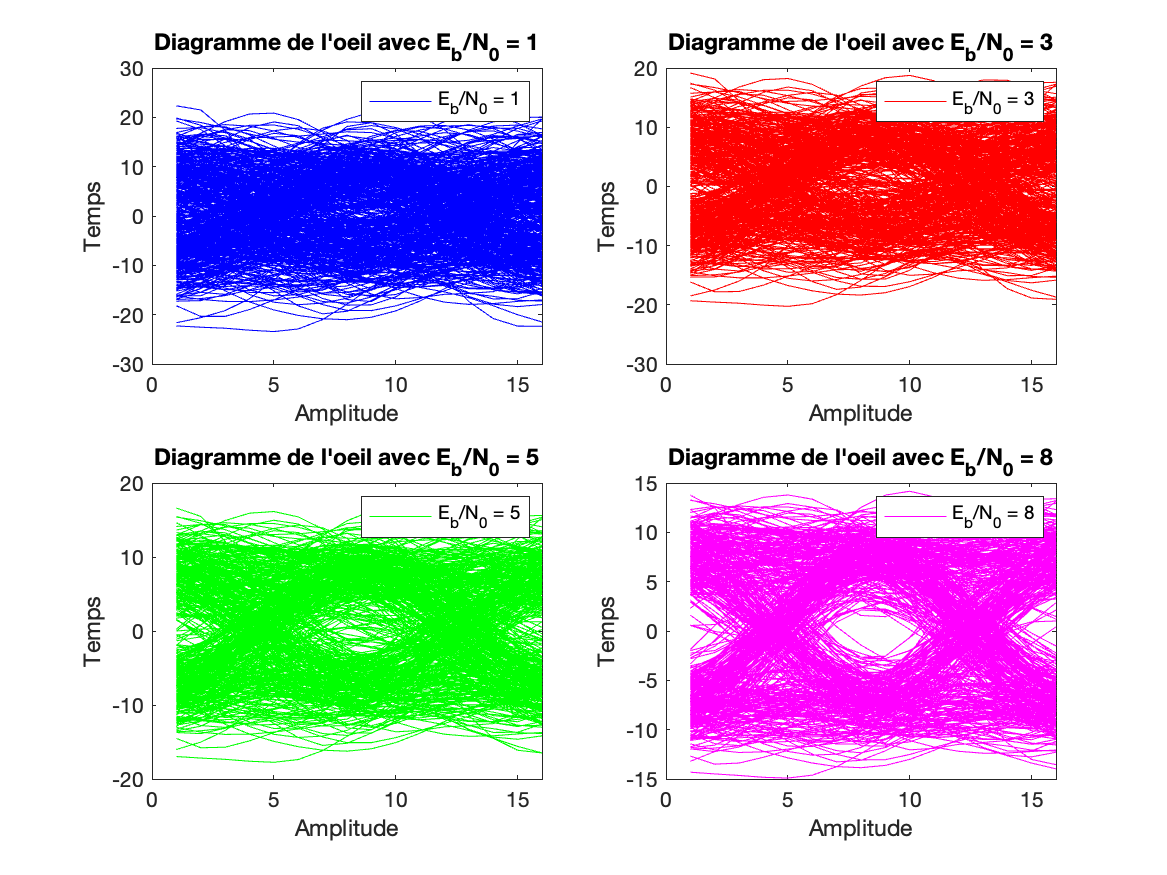 Diagramme de l'oeil avec E_b/N_0 = 1
30
20
10
0
-10
-20
-30
Temps
E_b/N_0 = 1
0 5 10 15
Amplitude
Diagramme de l'oeil avec E_b/N_0 = 3
20
10
0
-10
-20
-30
Temps
E_b/N_0 = 3
0 5 10 15
Amplitude
Diagramme de l'oeil avec E_b/N_0 = 5
20
10
0
-10
-20
Temps
E_b/N_0 = 5
0 5 10 15
Amplitude
Diagramme de l'oeil avec E_b/N_0 = 8
15
10
5
0
-5
-10
-15
Temps
E_b/N_0 = 8
0 5 10 15
Amplitude